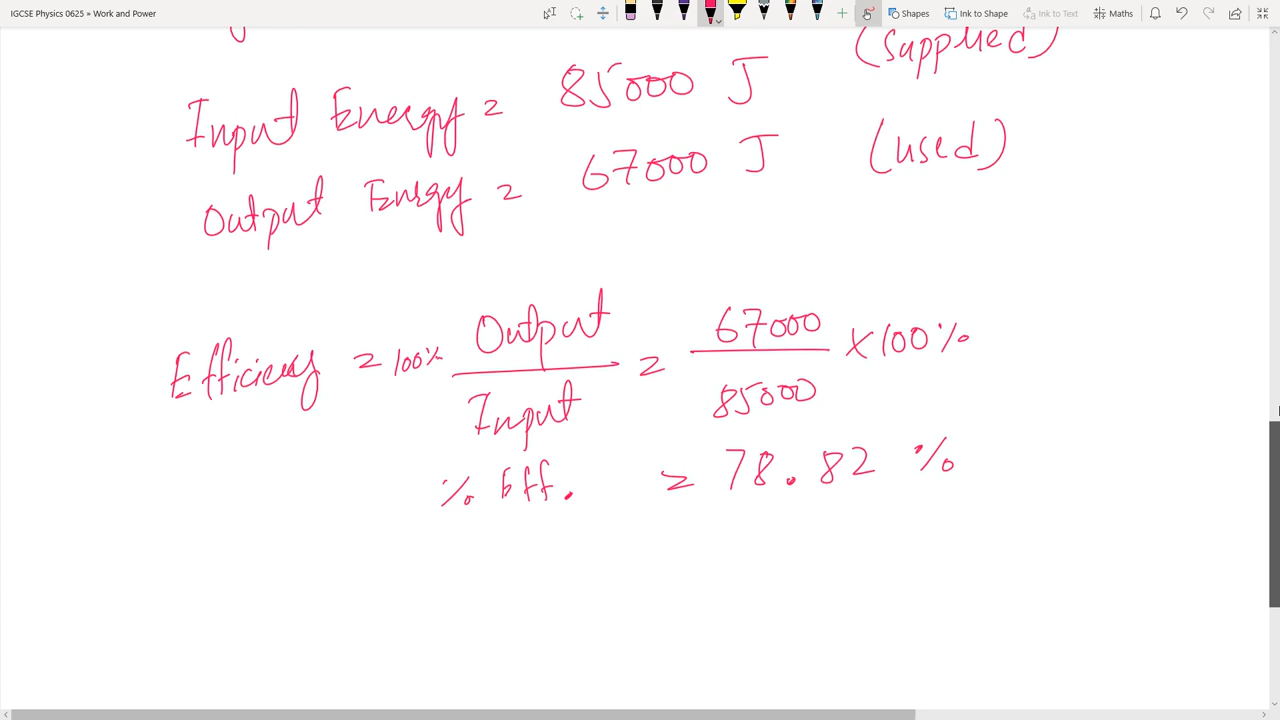 IGCSE Physics 0625 » Work and Power
Shapes Ink to Shape Ink to Text Maths
(Supplied)
Input Energy = 85000 J
Output Energy = 67000 J (used)
Efficiency = 100% Output / Input = 67000 / 85000 × 100%
% Eff. = 78.82 %